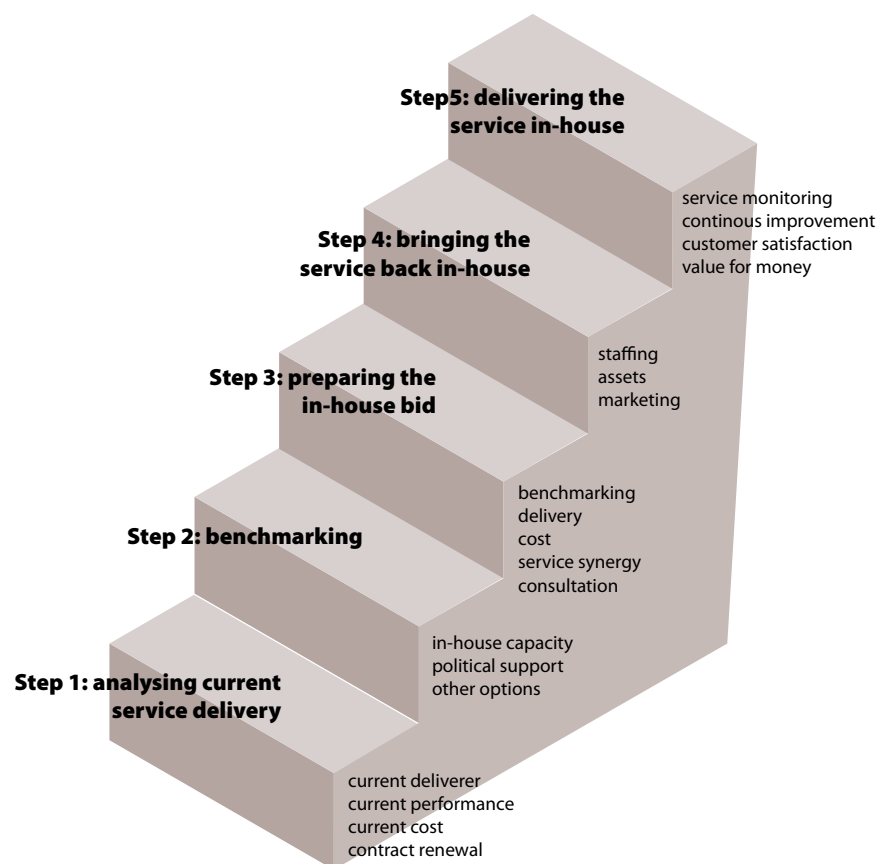 Step5: delivering the
service in-house
service monitoring
continous improvement
customer satisfaction
value for money
Step 4: bringing the
service back in-house
staffing
assets
marketing
Step 3: preparing the
in-house bid
benchmarking
delivery
cost
service synergy
consultation
Step 2: benchmarking
in-house capacity
political support
other options
Step 1: analysing current
service delivery
current deliverer
current performance
current cost
contract renewal